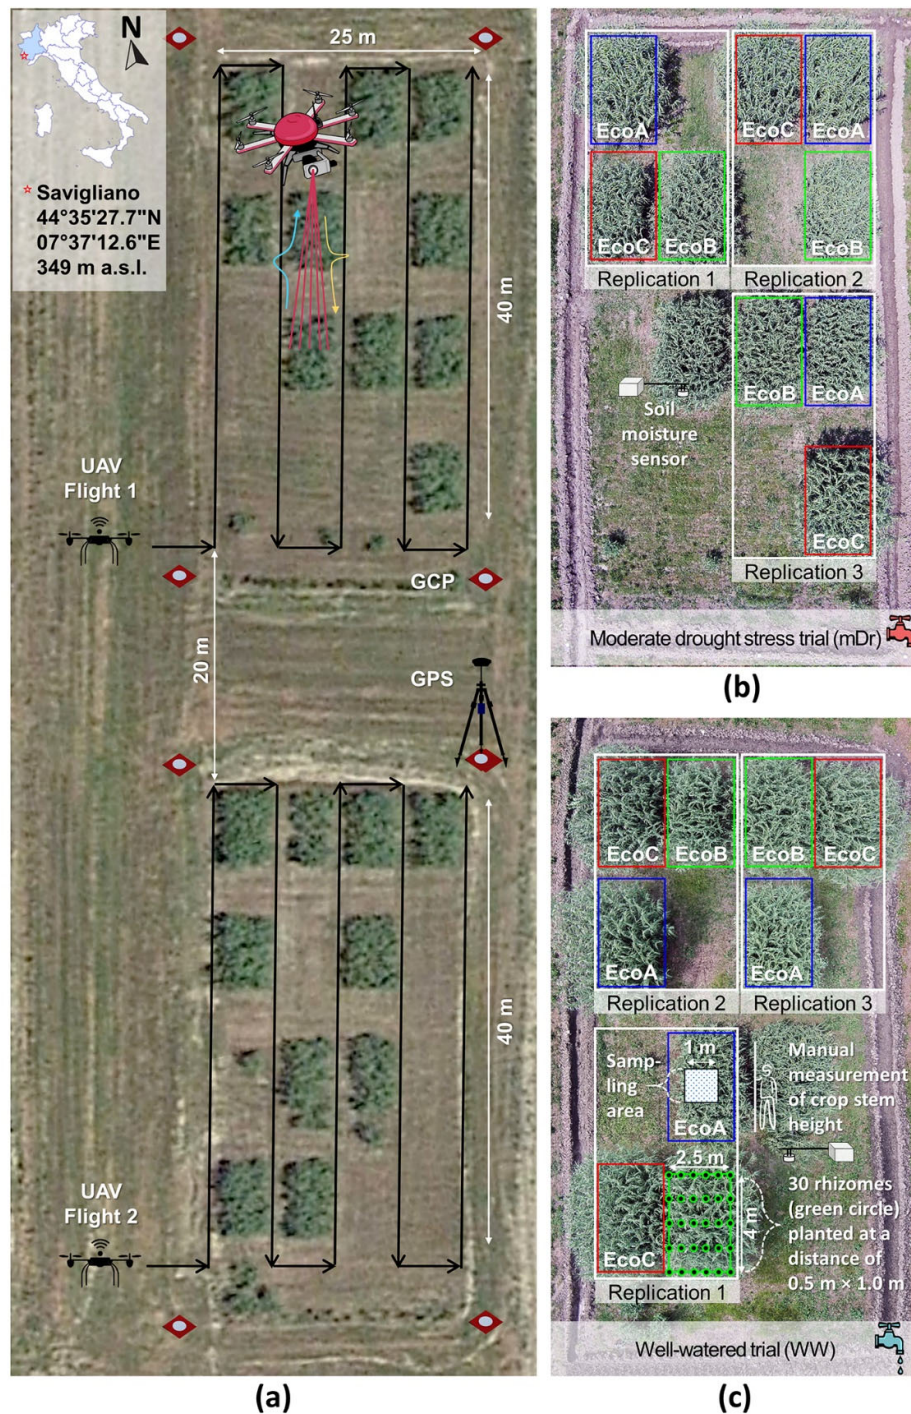 N
25 m
Savigliano
44°35'27.7"N
07°37'12.6"E
349 m a.s.l.
40 m
UAV
Flight 1
GCP
20 m
GPS
40 m
UAV
Flight 2
(a)
EcoA
EcoC
EcoA
EcoC
EcoB
EcoB
Replication 1
Replication 2
EcoB
EcoA
Soil
moisture
sensor
EcoC
Replication 3
Moderate drought stress trial (mDr)
(b)
EcoC
EcoB
EcoB
EcoC
EcoA
EcoA
Replication 2
Replication 3
1 m
Samp-
ling
area
EcoA
Manual
measurement
of crop stem
height
2.5 m
4 m
EcoC
30 rhizomes
(green circle)
planted at a
distance of
0.5 m × 1.0 m
Replication 1
Well-watered trial (WW)
(c)